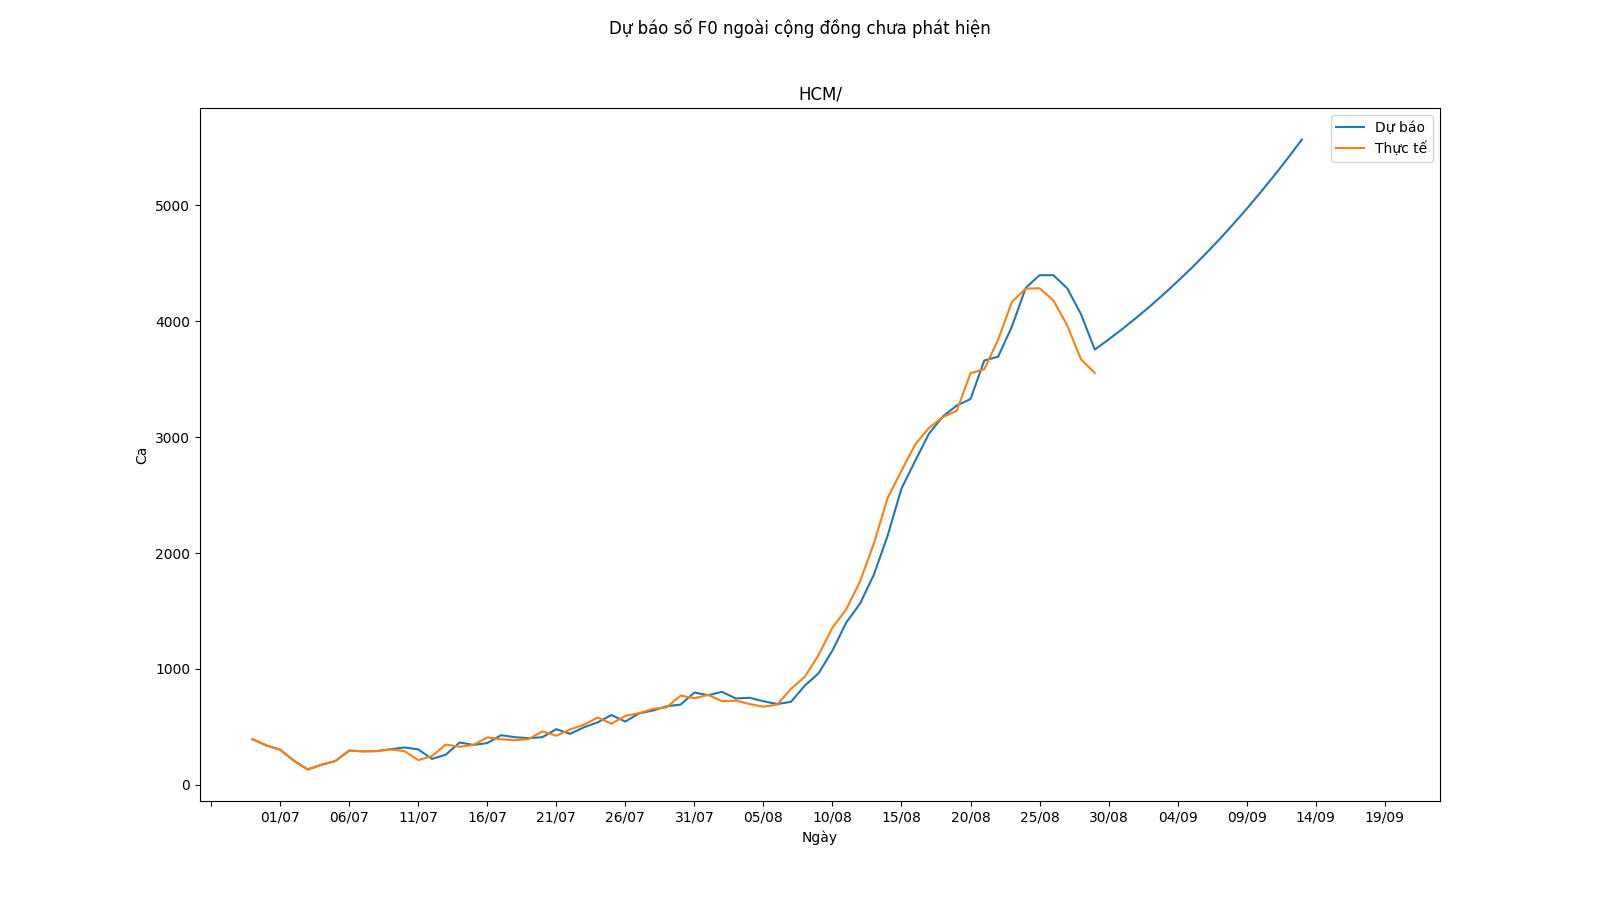 Dự báo số F0 ngoài cộng đồng chưa phát hiện
HCM/
Dự báo
Thực tế
5000
4000
3000
2000
1000
0
Ca
01/07 06/07 11/07 16/07 21/07 26/07 31/07 05/08 10/08 15/08 20/08 25/08 30/08 04/09 09/09 14/09 19/09
Ngày